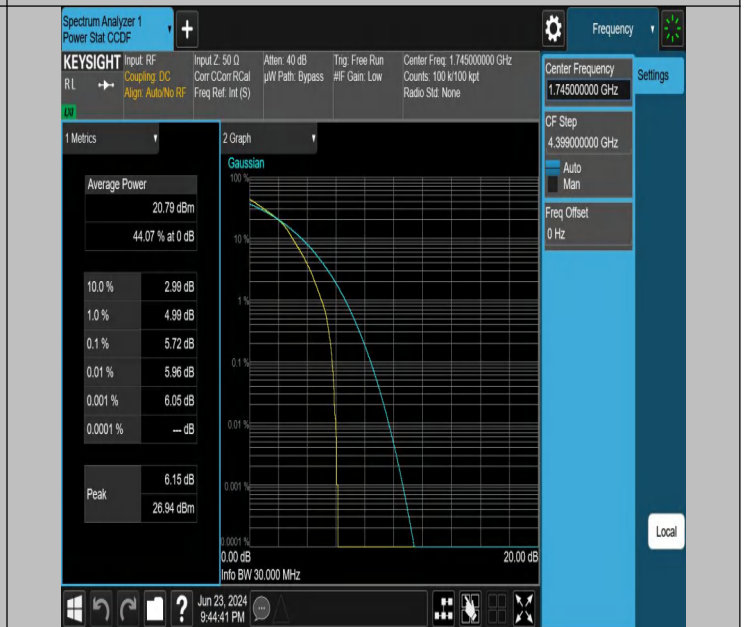 Spectrum Analyzer 1
Power Stat CCDF
+
Frequency
KEYSIGHT
RL
LXI
Input: RF
Coupling: DC
Align: Auto/No RF
Input Z: 50 Ω
Corr CCorr RCal
Freq Ref: Int (S)
Atten: 40 dB
µW Path: Bypass
Trig: Free Run
#IF Gain: Low
Center Freq: 1.745000000 GHz
Counts: 100 k/100 kpt
Radio Std: None
Center Frequency
1.745000000 GHz
Settings
CF Step
4.399000000 GHz
Auto
Man
Freq Offset
0 Hz
1 Metrics
Average Power
20.79 dBm
44.07 % at 0 dB
10.0 % 2.99 dB
1.0 % 4.99 dB
0.1 % 5.72 dB
0.01 % 5.96 dB
0.001 % 6.05 dB
0.0001 % --- dB
Peak
6.15 dB
26.94 dBm
2 Graph
Gaussian
100 %
10 %
1 %
0.1 %
0.01 %
0.001 %
0.0001 %
0.00 dB 20.00 dB
Info BW 30.000 MHz
Local
?
Jun 23, 2024
9:44:41 PM